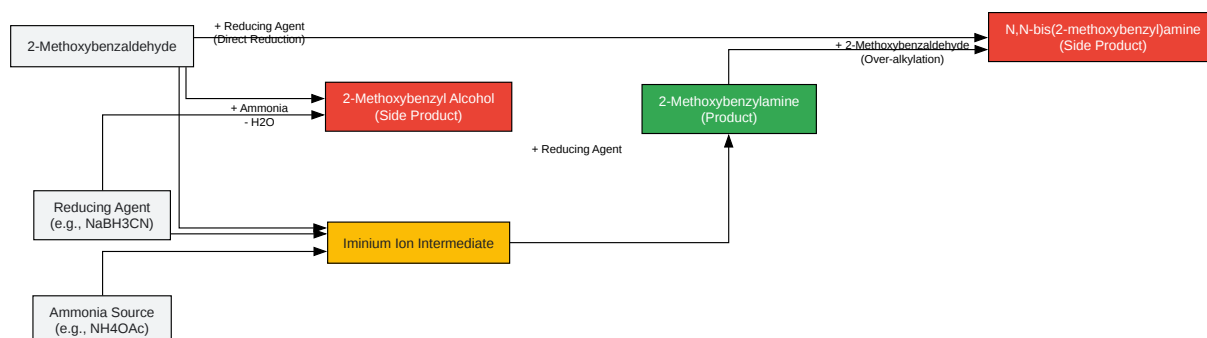 2-Methoxybenzaldehyde
+ Reducing Agent
(Direct Reduction)
N,N-bis(2-methoxybenzyl)amine
(Side Product)
+ 2-Methoxybenzaldehyde
(Over-alkylation)
2-Methoxybenzyl Alcohol
(Side Product)
+ Ammonia
- H2O
2-Methoxybenzylamine
(Product)
+ Reducing Agent
Reducing Agent
(e.g., NaBH3CN)
Iminium Ion Intermediate
Ammonia Source
(e.g., NH4OAc)